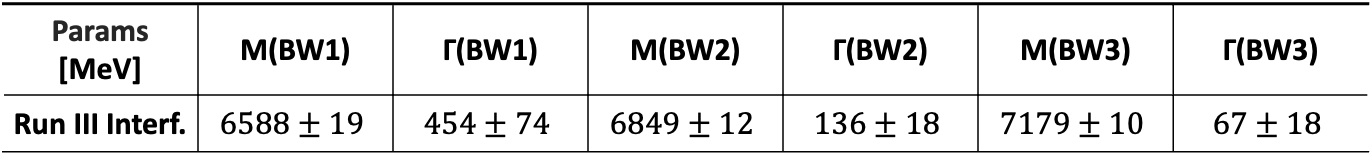 Params [MeV] M(BW1) Γ(BW1) M(BW2) Γ(BW2) M(BW3) Γ(BW3)
Run III Interf. 6588 ± 19 454 ± 74 6849 ± 12 136 ± 18 7179 ± 10 67 ± 18